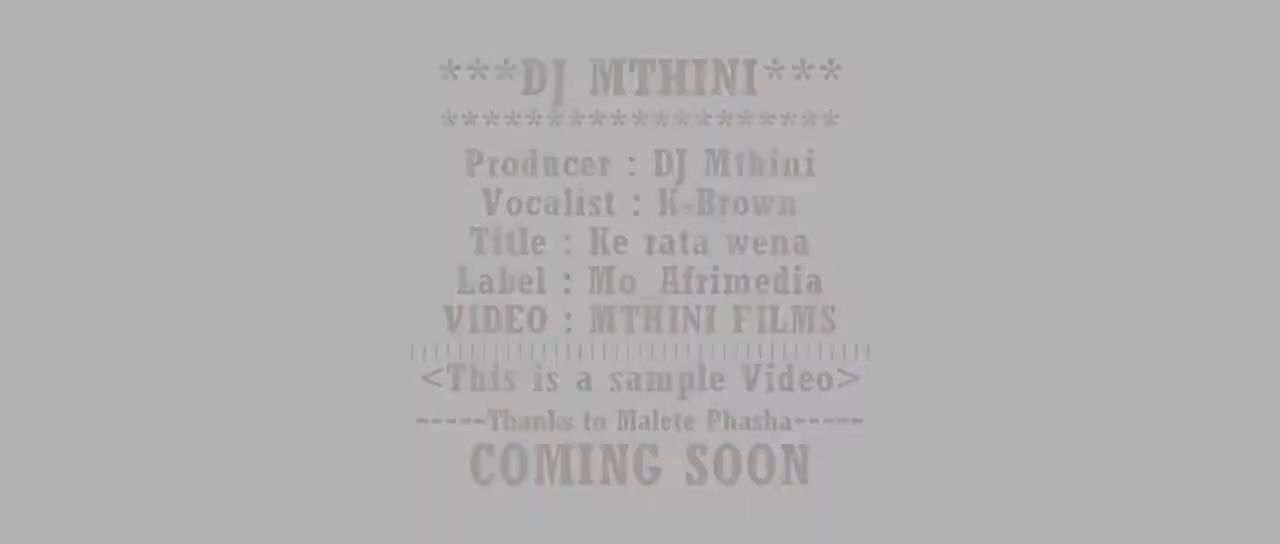 ***DJ MTHINI***
*******************
Producer : DJ Mthini
Vocalist : K-Brown
Title : Ke rata wena
Label : Mo_Afrimedia
VIDEO : MTHINI FILMS
||||||||||||||||||||||||||||||||||||||
<This is a sample Video>
-----Thanks to Malete Phasha-----
COMING SOON